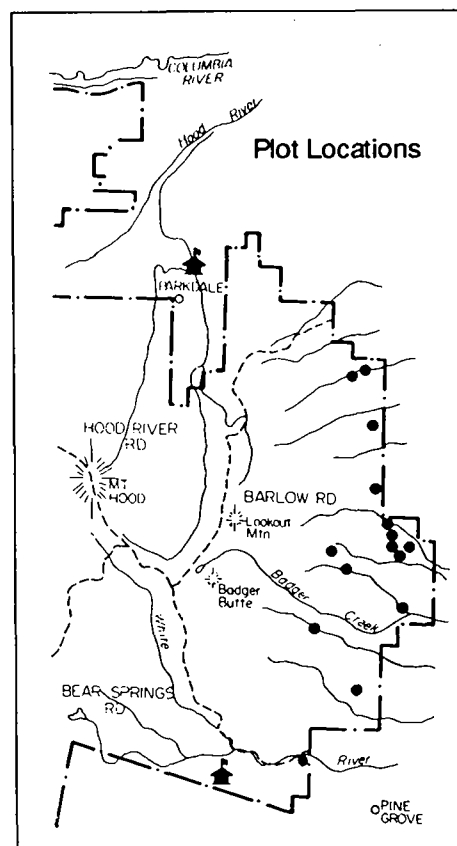 COLUMBIA
RIVER
Hood River
Plot Locations
PARKDALE
HOOD RIVER
RD
MT
HOOD
BARLOW RD
Lookout
Mtn
Badger
Butte
Badger Creek
White
BEAR SPRINGS
RD
River
PINE
GROVE